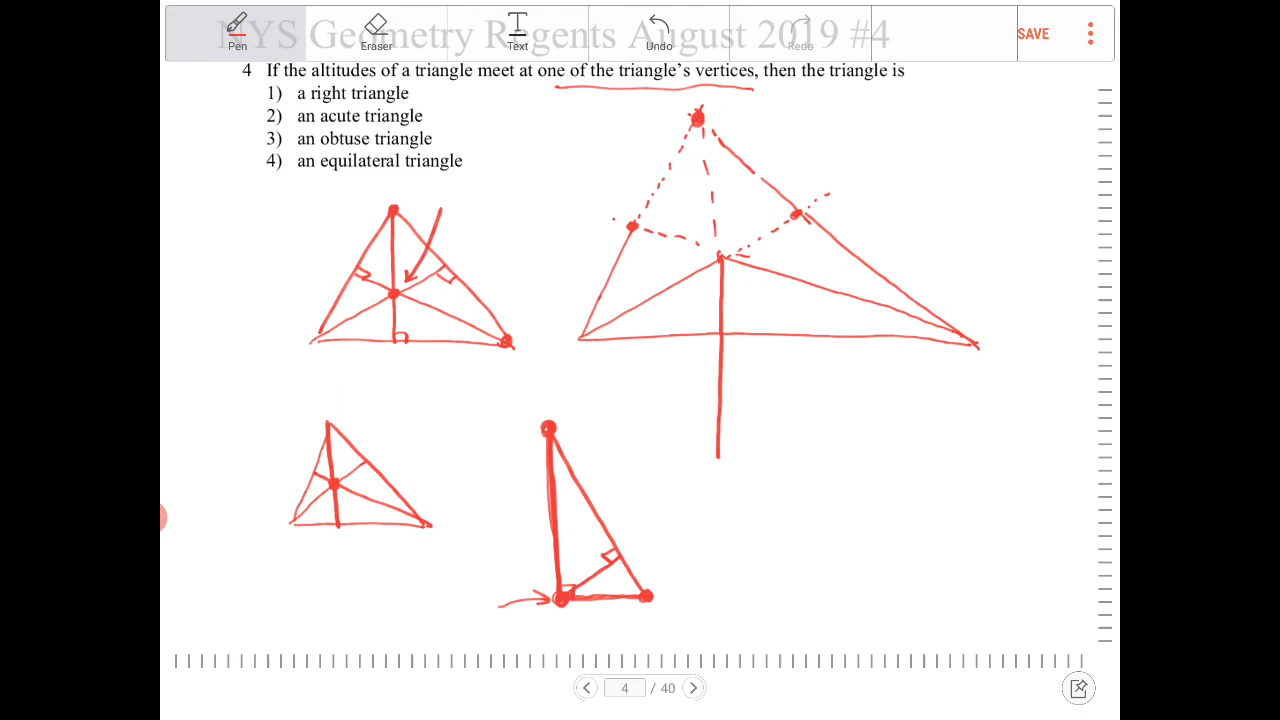 NYS Geometry Regents August 2019 #4
Pen
Eraser
Text
Undo
Redo
SAVE
4 If the altitudes of a triangle meet at one of the triangle's vertices, then the triangle is
1) a right triangle
2) an acute triangle
3) an obtuse triangle
4) an equilateral triangle
4 / 40